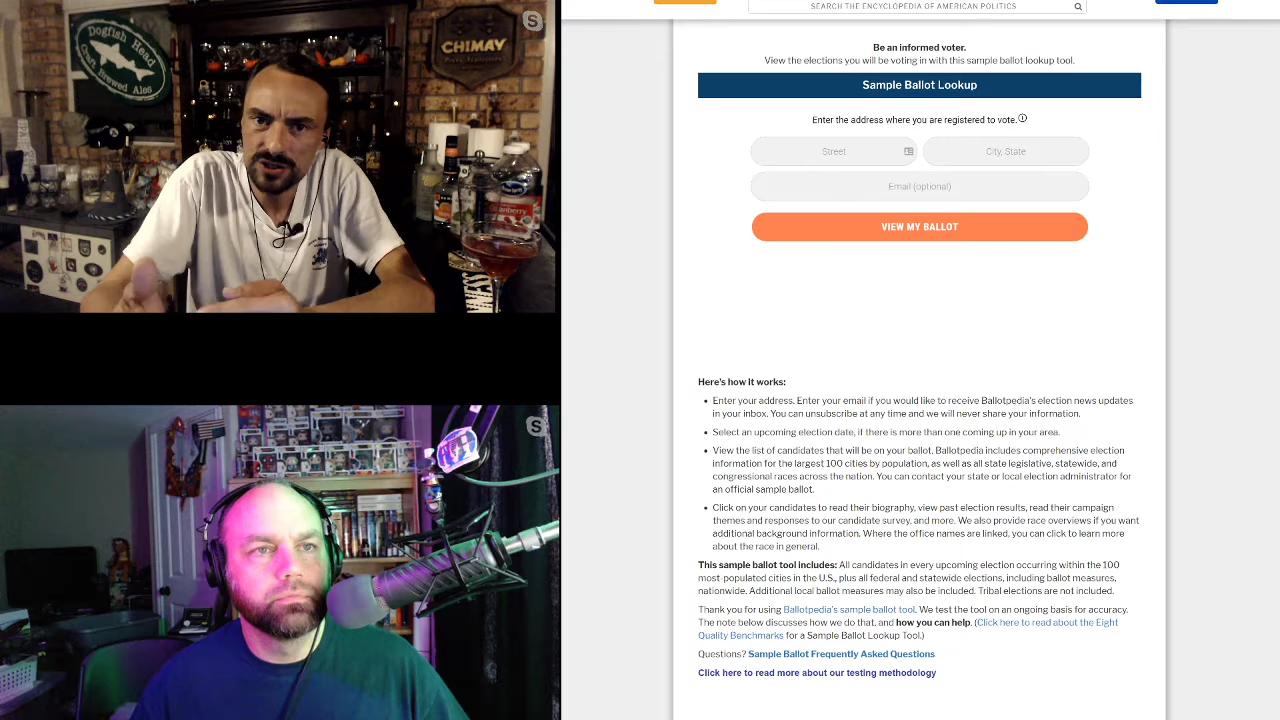 Dogfish Head
Craft Brewed Ales
CHIMAY
SEARCH THE ENCYCLOPEDIA OF AMERICAN POLITICS
Be an informed voter.
View the elections you will be voting in with this sample ballot lookup tool.
Sample Ballot Lookup
Enter the address where you are registered to vote.
Street
City, State
Email (optional)
VIEW MY BALLOT
Here's how it works:
Enter your address. Enter your email if you would like to receive Ballotpedia's election news updates
in your inbox. You can unsubscribe at any time and we will never share your information.
Select an upcoming election date, if there is more than one coming up in your area.
View the list of candidates that will be on your ballot. Ballotpedia includes comprehensive election
information for the largest 100 cities by population, as well as all state legislative, statewide, and
congressional races across the nation. You can contact your state or local election administrator for
an official sample ballot.
Click on your candidates to read their biography, view past election results, read their campaign
themes and responses to our candidate survey, and more. We also provide race overviews if you want
additional background information. Where the office names are linked, you can click to learn more
about the race in general.
This sample ballot tool includes: All candidates in every upcoming election occurring within the 100
most-populated cities in the U.S., plus all federal and statewide elections, including ballot measures,
nationwide. Additional local ballot measures may also be included. Tribal elections are not included.
Thank you for using Ballotpedia's sample ballot tool. We test the tool on an ongoing basis for accuracy.
The note below discusses how we do that, and how you can help. (Click here to read about the Eight
Quality Benchmarks for a Sample Ballot Lookup Tool.)
Questions? Sample Ballot Frequently Asked Questions
Click here to read more about our testing methodology